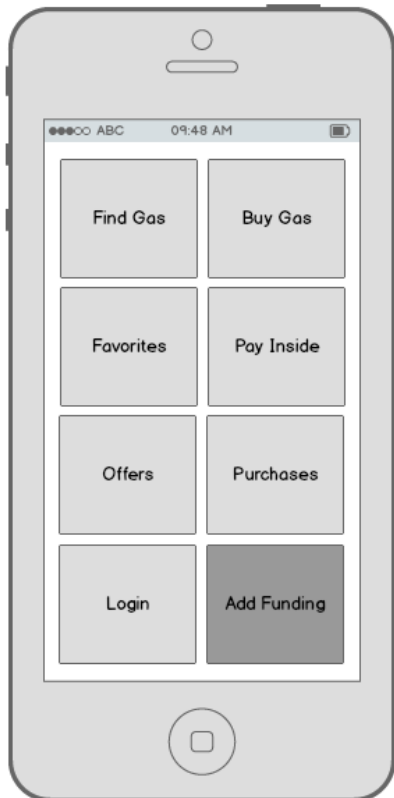 ABC 09:48 AM
Find Gas Buy Gas
Favorites Pay Inside
Offers Purchases
Login Add Funding